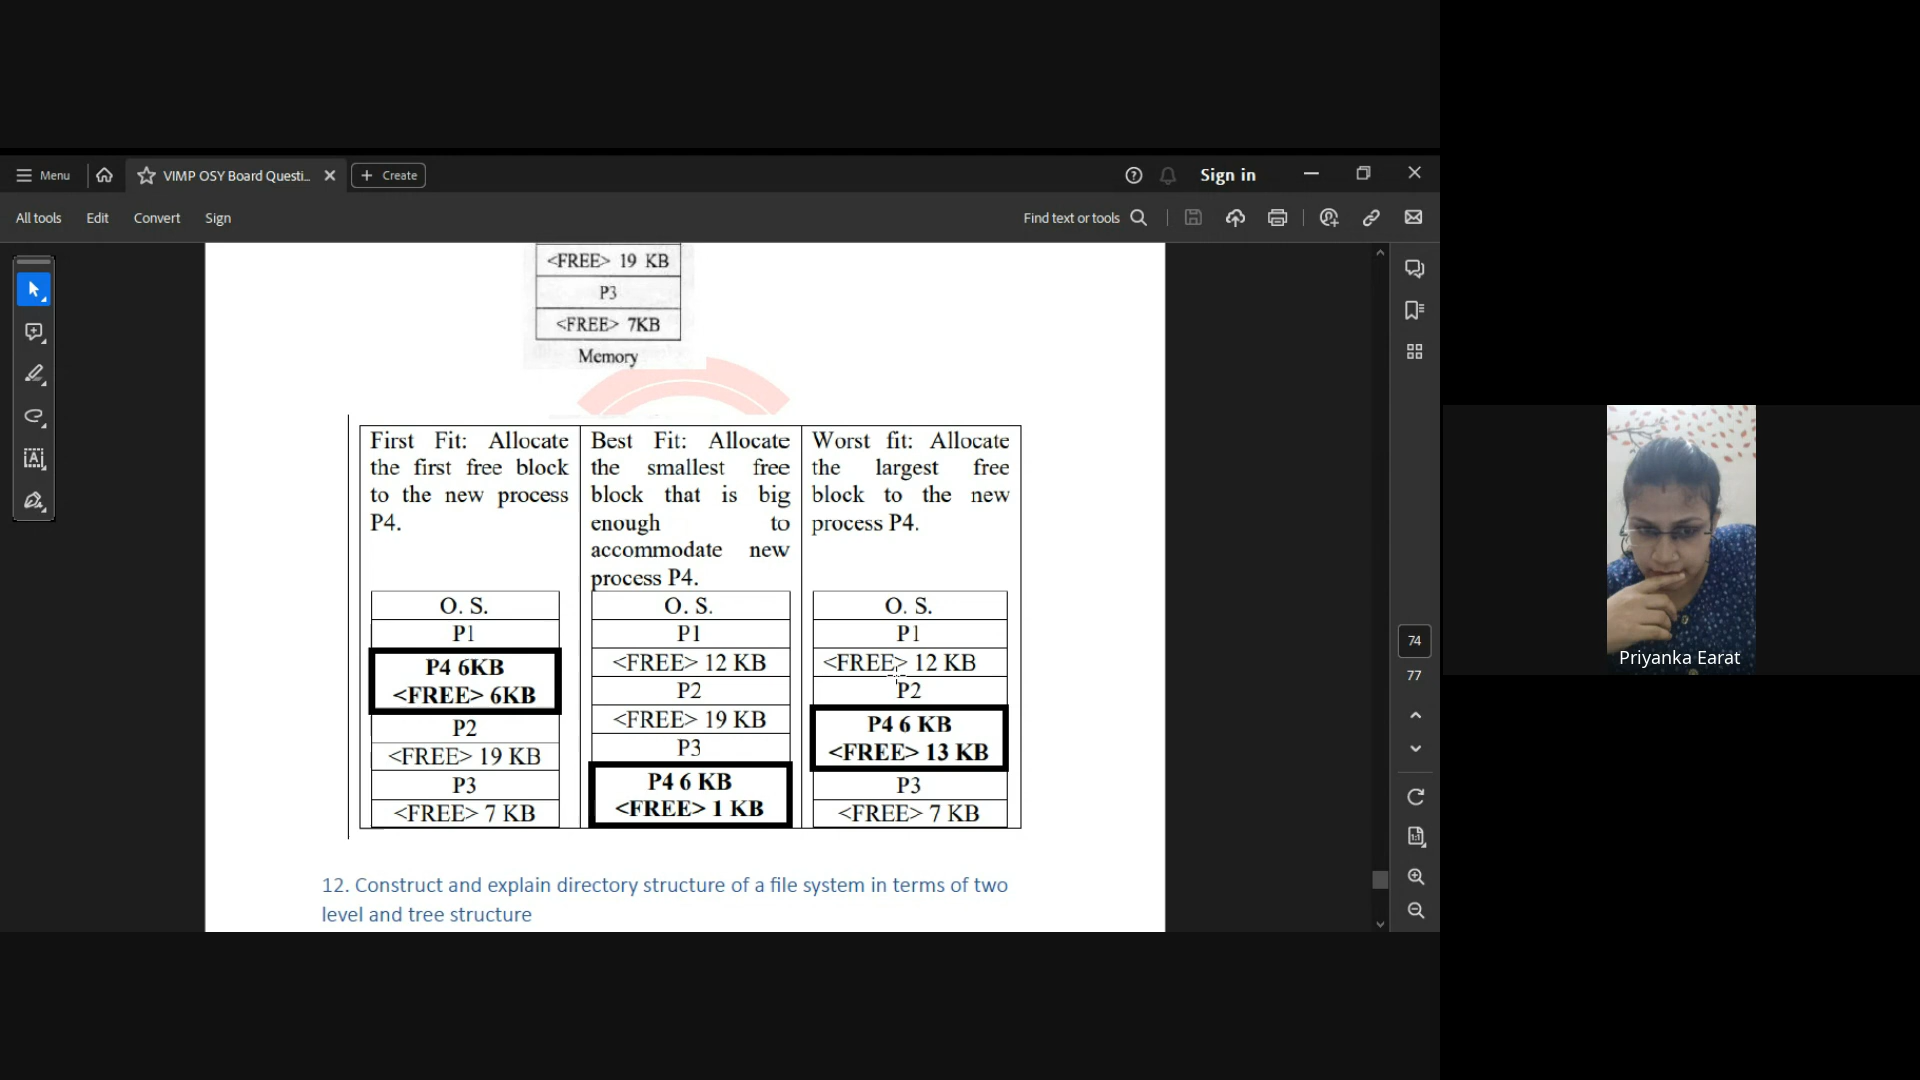 Menu
VIMP OSY Board Questi...
Create
Sign in
All tools
Edit
Convert
Sign
Find text or tools
<FREE> 19 KB
P3
<FREE> 7KB
Memory
First Fit: Allocate
the first free block
to the new process
P4.
O. S.
P1
P4 6KB
<FREE> 6KB
P2
<FREE> 19 KB
P3
<FREE> 7 KB
Best Fit: Allocate
the smallest free
block that is big
enough to
accommodate new
process P4.
O. S.
P1
<FREE> 12 KB
P2
<FREE> 19 KB
P3
P4 6 KB
<FREE> 1 KB
Worst fit: Allocate
the largest free
block to the new
process P4.
O. S.
P1
<FREE> 12 KB
P2
P4 6 KB
<FREE> 13 KB
P3
<FREE> 7 KB
12. Construct and explain directory structure of a file system in terms of two
level and tree structure
74
77
Priyanka Earat